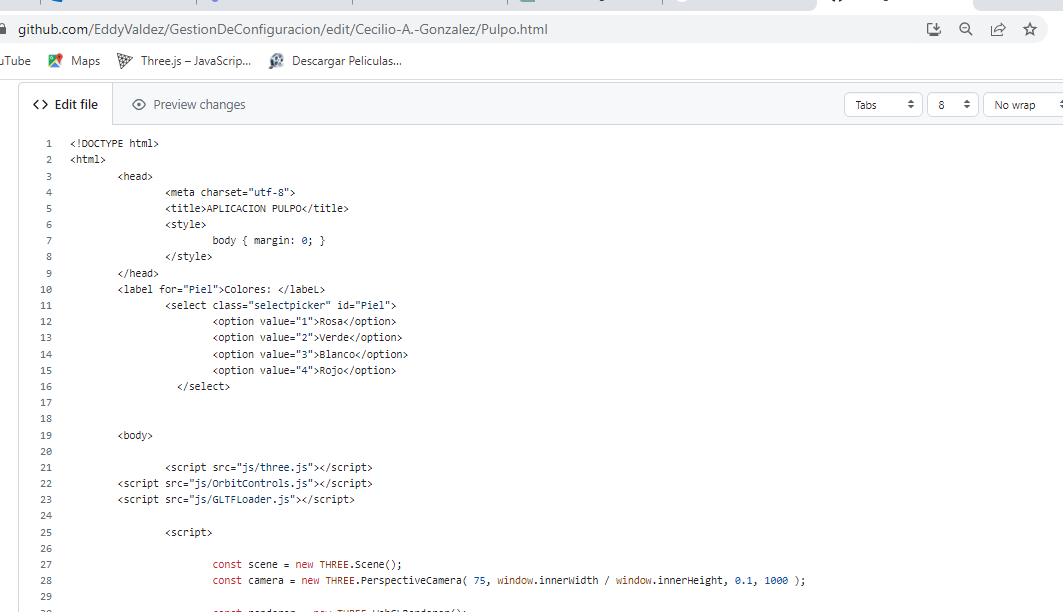 github.com/EddyValdez/GestionDeConfiguracion/edit/Cecilio-A.-Gonzalez/Pulpo.html
uTube Maps Three.js – JavaScrip... Descargar Peliculas...
<> Edit file Preview changes Tabs 8 No wrap
1 <!DOCTYPE html>
2 <html>
3 <head>
4 <meta charset="utf-8">
5 <title>APLICACION PULPO</title>
6 <style>
7 body { margin: 0; }
8 </style>
9 </head>
10 <label for="Piel">Colores: </labeL>
11 <select class="selectpicker" id="Piel">
12 <option value="1">Rosa</option>
13 <option value="2">Verde</option>
14 <option value="3">Blanco</option>
15 <option value="4">Rojo</option>
16 </select>
17
18
19 <body>
20
21 <script src="js/three.js"></script>
22 <script src="js/OrbitControls.js"></script>
23 <script src="js/GLTFLoader.js"></script>
24
25 <script>
26
27 const scene = new THREE.Scene();
28 const camera = new THREE.PerspectiveCamera( 75, window.innerWidth / window.innerHeight, 0.1, 1000 );
29
30 const renderer = new THREE.WebGLRenderer();